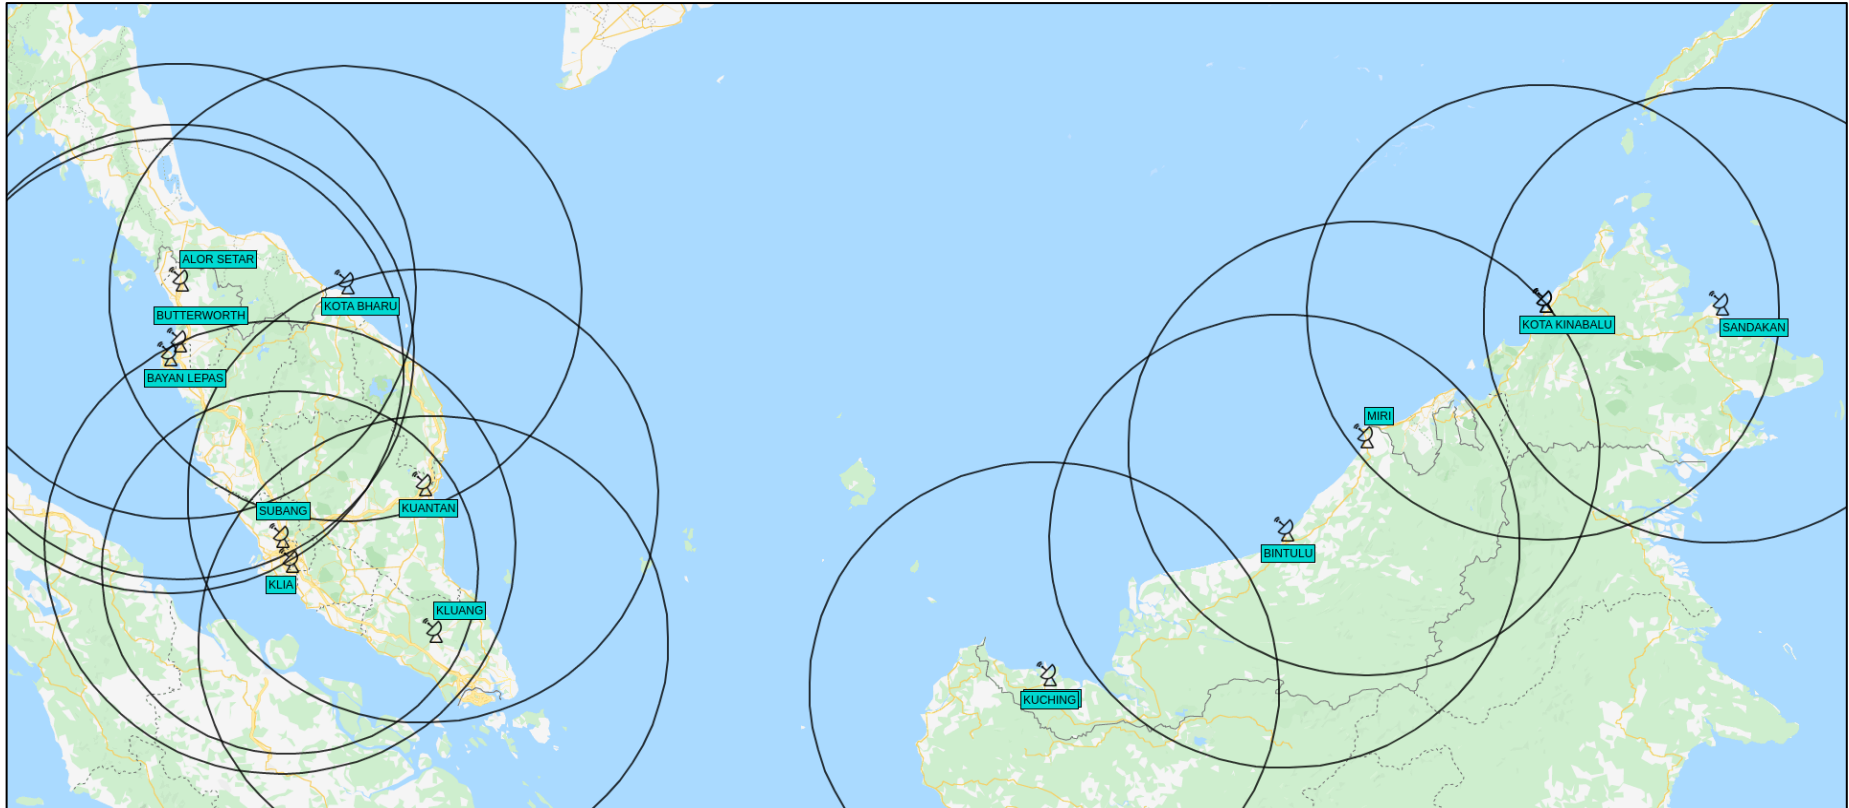 ALOR SETAR
KOTA BHARU
BUTTERWORTH
BAYAN LEPAS
SUBANG
KUANTAN
KLIA
KLUANG
KOTA KINABALU
SANDAKAN
MIRI
BINTULU
KUCHING